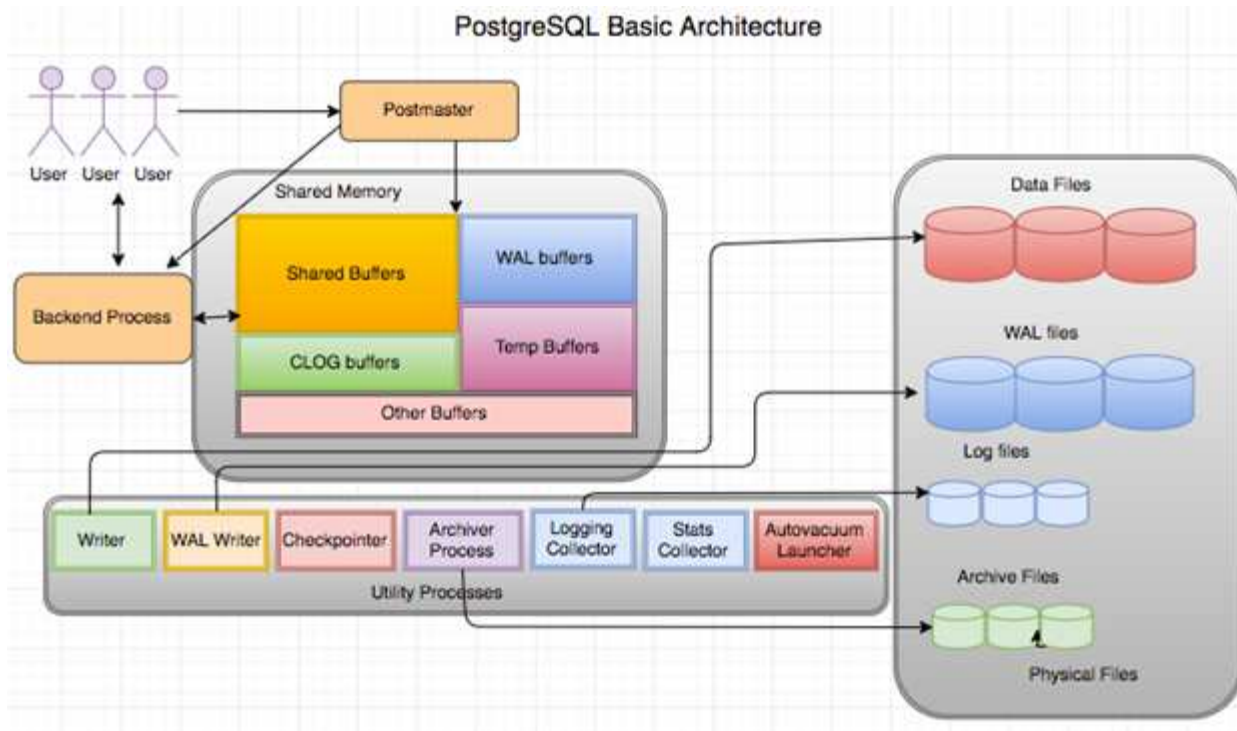 PostgreSQL Basic Architecture
Postmaster
User User User
Shared Memory
Data Files
Shared Buffers
WAL buffers
Backend Process
WAL files
Temp Buffers
CLOG buffers
Other Buffers
Log files
Writer
WAL Writer
Checkpointer
Archiver
Process
Logging
Collector
Stats
Collector
Autovacuum
Launcher
Utility Processes
Archive Files
Physical Files